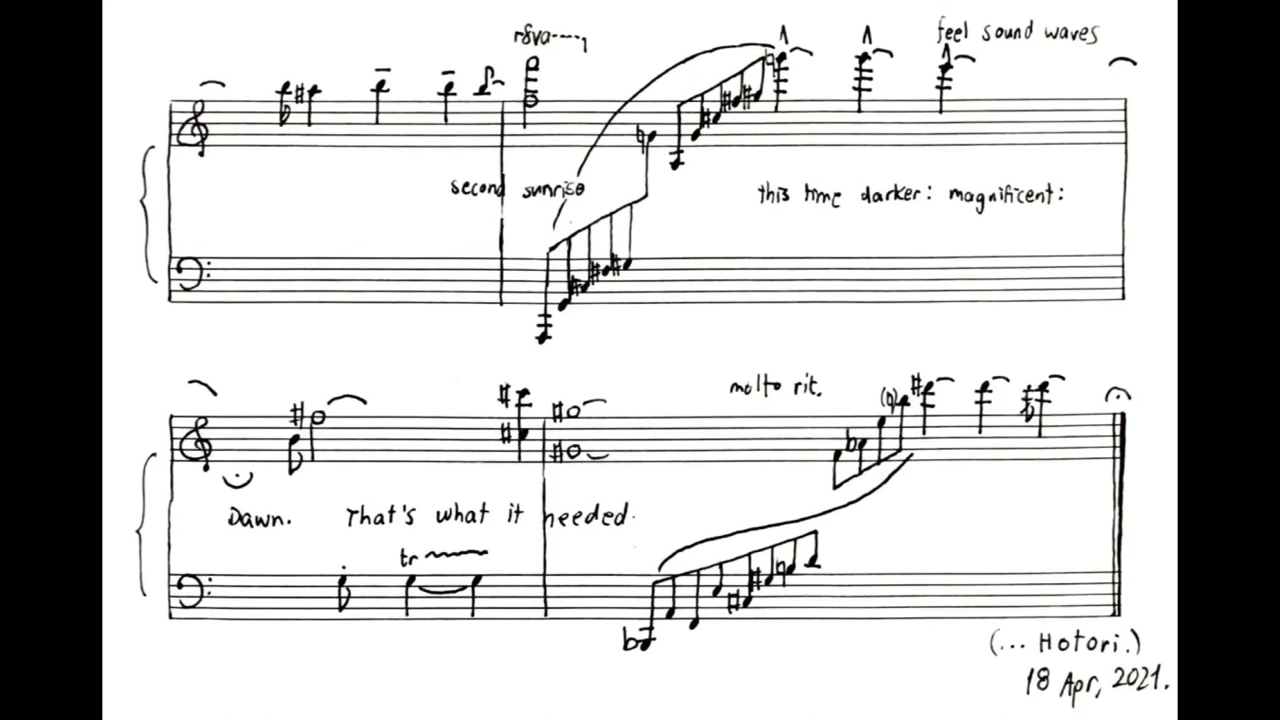 8va----
feel sound waves
second sunrise
this time darker: magnificent:
molto rit.
Dawn. That's what it needed.
tr
(... Hotori.)
18 Apr, 2021.